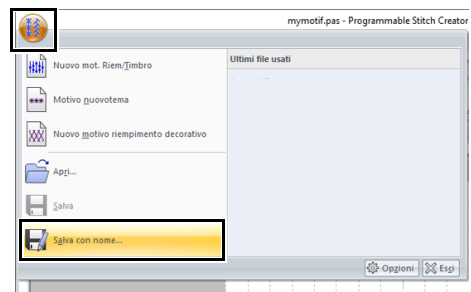 mymotif.pas - Programmable Stitch Creator
Nuovo mot. Riem/Timbro
Motivo nuovotema
Nuovo motivo riempimento decorativo
Apri...
Salva
Salva con nome...
Ultimi file usati
Opzioni
Esci